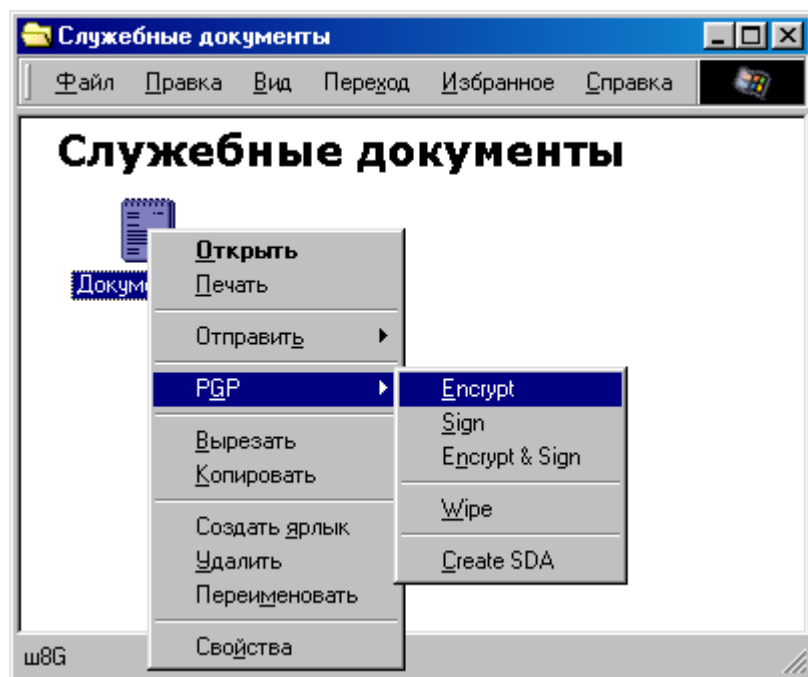 Служебные документы
Файл Правка Вид Переход Избранное Справка
Служебные документы
Открыть
Печать
Отправить
PGP
Вырезать
Копировать
Создать ярлык
Удалить
Переименовать
Свойства
Encrypt
Sign
Encrypt & Sign
Wipe
Create SDA
ш8G